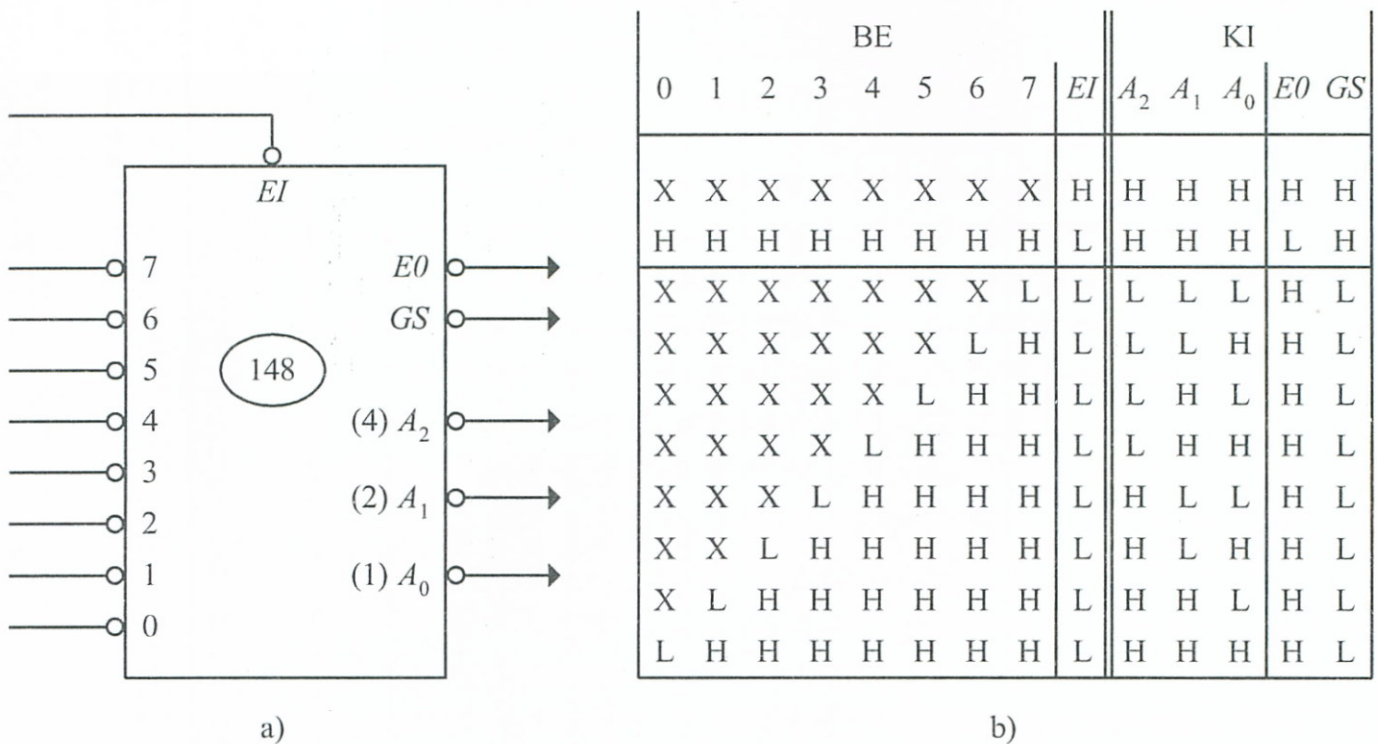 EI
7
6
5
4
3
2
1
0
148
E0
GS
(4) A2
(2) A1
(1) A0
a)
BE KI
0 1 2 3 4 5 6 7 EI A2 A1 A0 E0 GS
X X X X X X X X H H H H H H
H H H H H H H H L H H H L H
X X X X X X X L L L L L H L
X X X X X X L H L L L H H L
X X X X X L H H L L H L H L
X X X X L H H H L L H H H L
X X X L H H H H L H L L H L
X X L H H H H H L H L H H L
X L H H H H H H L H H L H L
L H H H H H H H L H H H H L
b)